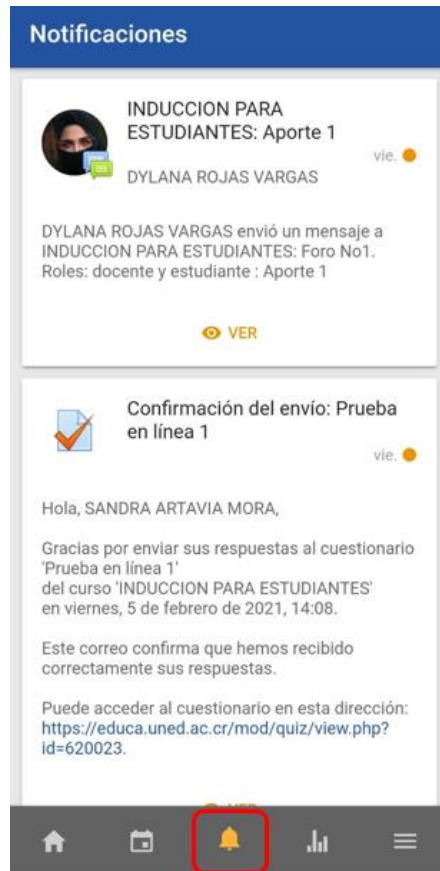 Notificaciones
INDUCCION PARA
ESTUDIANTES: Aporte 1
vie.
DYLANA ROJAS VARGAS
DYLANA ROJAS VARGAS envió un mensaje a
INDUCCION PARA ESTUDIANTES: Foro No1.
Roles: docente y estudiante : Aporte 1
VER
Confirmación del envío: Prueba
en línea 1
vie.
Hola, SANDRA ARTAVIA MORA,
Gracias por enviar sus respuestas al cuestionario
'Prueba en línea 1'
del curso 'INDUCCION PARA ESTUDIANTES'
en viernes, 5 de febrero de 2021, 14:08.
Este correo confirma que hemos recibido
correctamente sus respuestas.
Puede acceder al cuestionario en esta dirección:
https://educa.uned.ac.cr/mod/quiz/view.php?
id=620023.